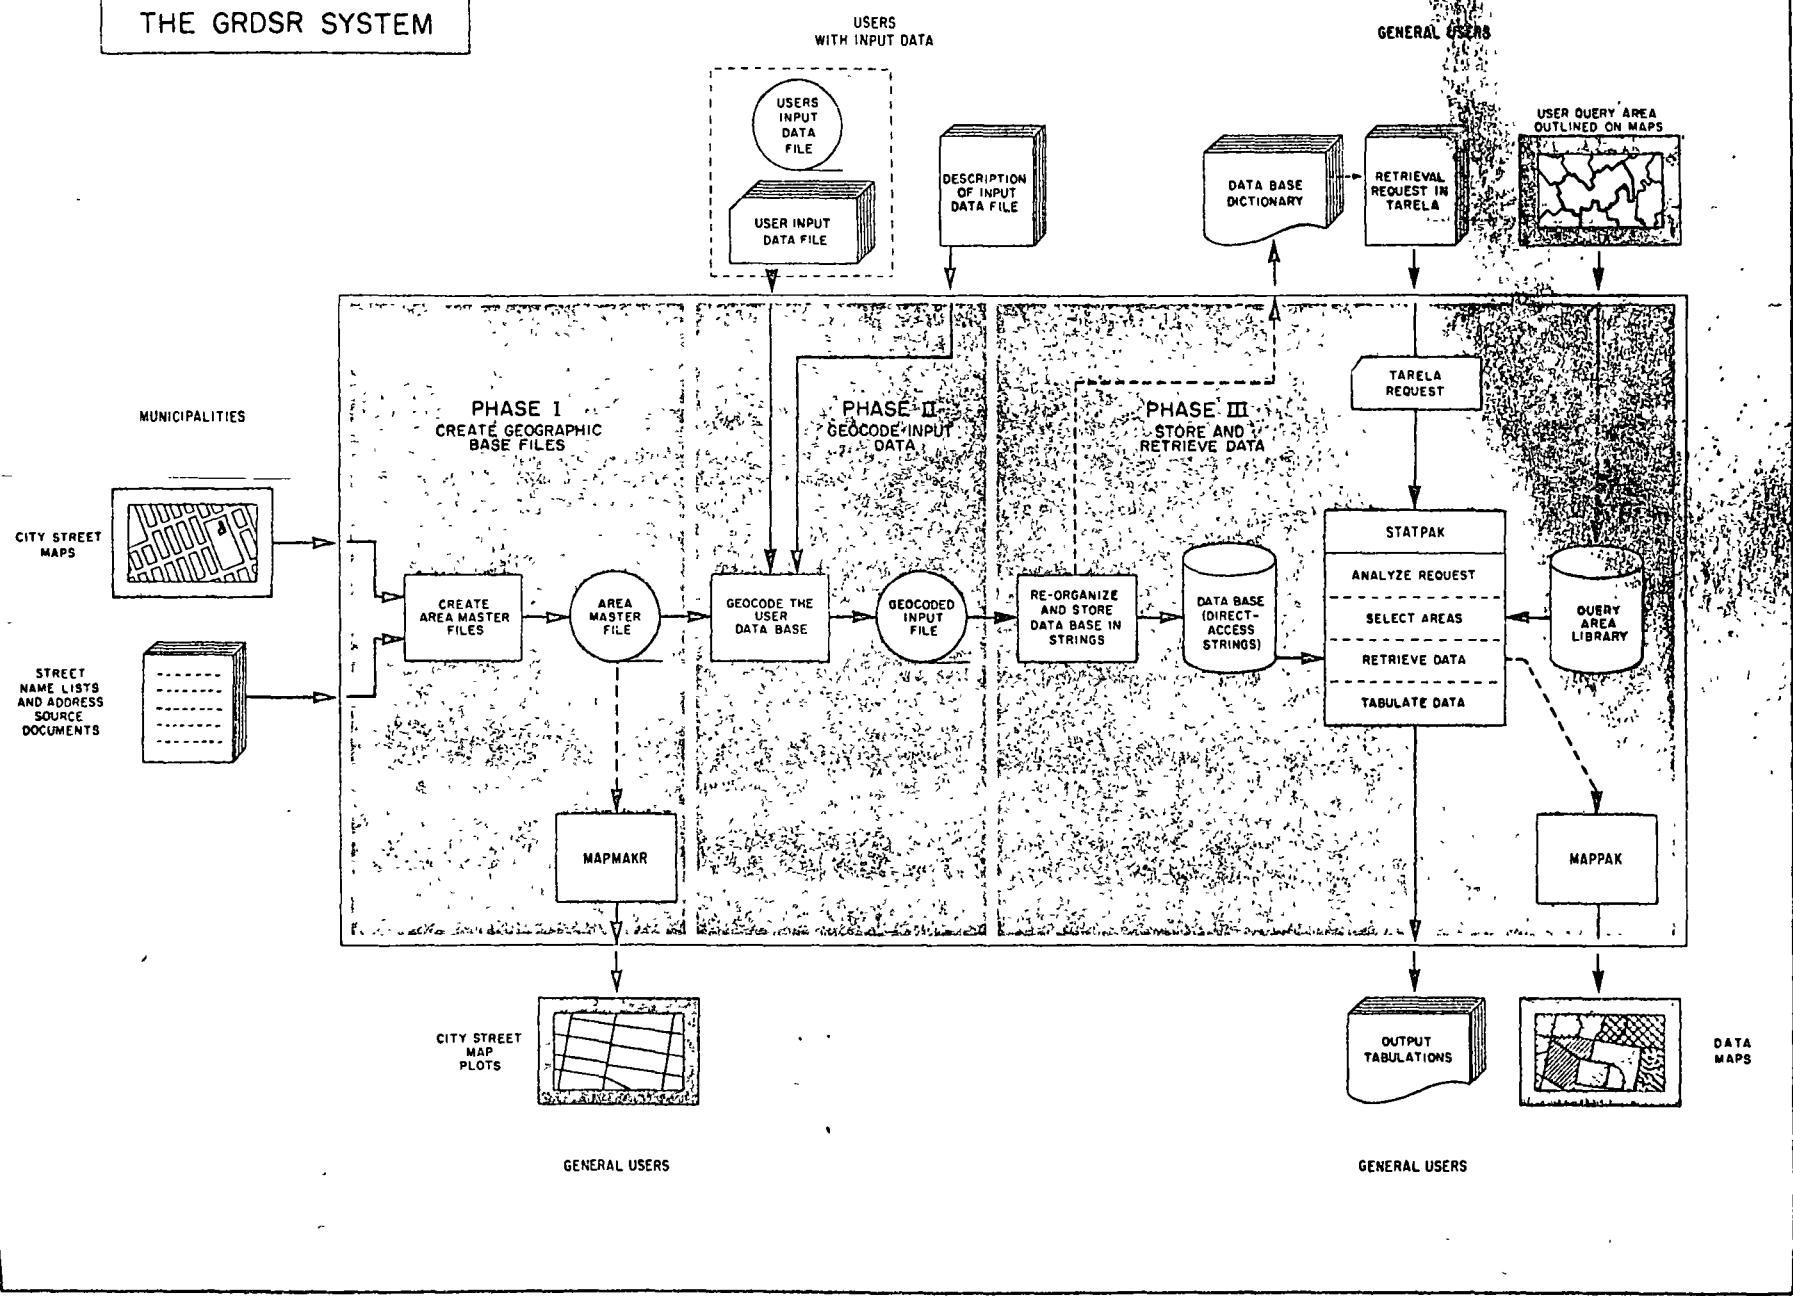 THE GRDSR SYSTEM
USERS
WITH INPUT DATA
GENERAL USERS
USERS
INPUT
DATA
FILE
USER INPUT
DATA FILE
DESCRIPTION
OF INPUT
DATA FILE
DATA BASE
DICTIONARY
RETRIEVAL
REQUEST IN
TARELA
USER QUERY AREA
OUTLINED ON MAPS
MUNICIPALITIES
CITY STREET
MAPS
STREET
NAME LISTS
AND ADDRESS
SOURCE
DOCUMENTS
PHASE I
CREATE GEOGRAPHIC
BASE FILES
CREATE
AREA MASTER
FILES
AREA
MASTER
FILE
MAPMAKR
PHASE II
GEOCODE INPUT
DATA
GEOCODE THE
USER
DATA BASE
GEOCODED
INPUT
FILE
PHASE III
STORE AND
RETRIEVE DATA
RE-ORGANIZE
AND STORE
DATA BASE IN
STRINGS
DATA BASE
(DIRECT-
ACCESS
STRINGS)
TARELA
REQUEST
STATPAK
ANALYZE REQUEST
SELECT AREAS
RETRIEVE DATA
TABULATE DATA
QUERY
AREA
LIBRARY
MAPPAK
CITY STREET
MAP
PLOTS
OUTPUT
TABULATIONS
DATA
MAPS
GENERAL USERS
GENERAL USERS